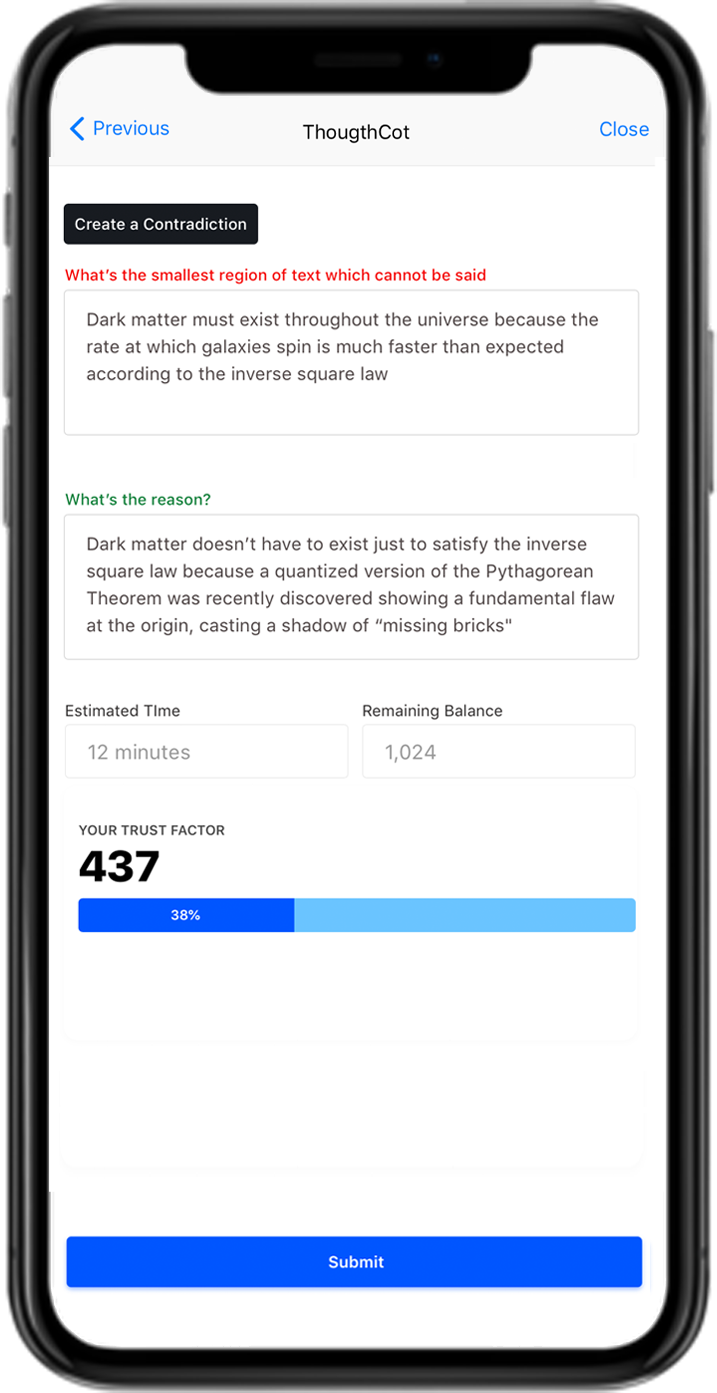 Previous
ThougthCot
Close
Create a Contradiction
What’s the smallest region of text which cannot be said
Dark matter must exist throughout the universe because the
rate at which galaxies spin is much faster than expected
according to the inverse square law
What’s the reason?
Dark matter doesn’t have to exist just to satisfy the inverse
square law because a quantized version of the Pythagorean
Theorem was recently discovered showing a fundamental flaw
at the origin, casting a shadow of “missing bricks"
Estimated TIme
Remaining Balance
12 minutes
1,024
YOUR TRUST FACTOR
437
38%
Submit